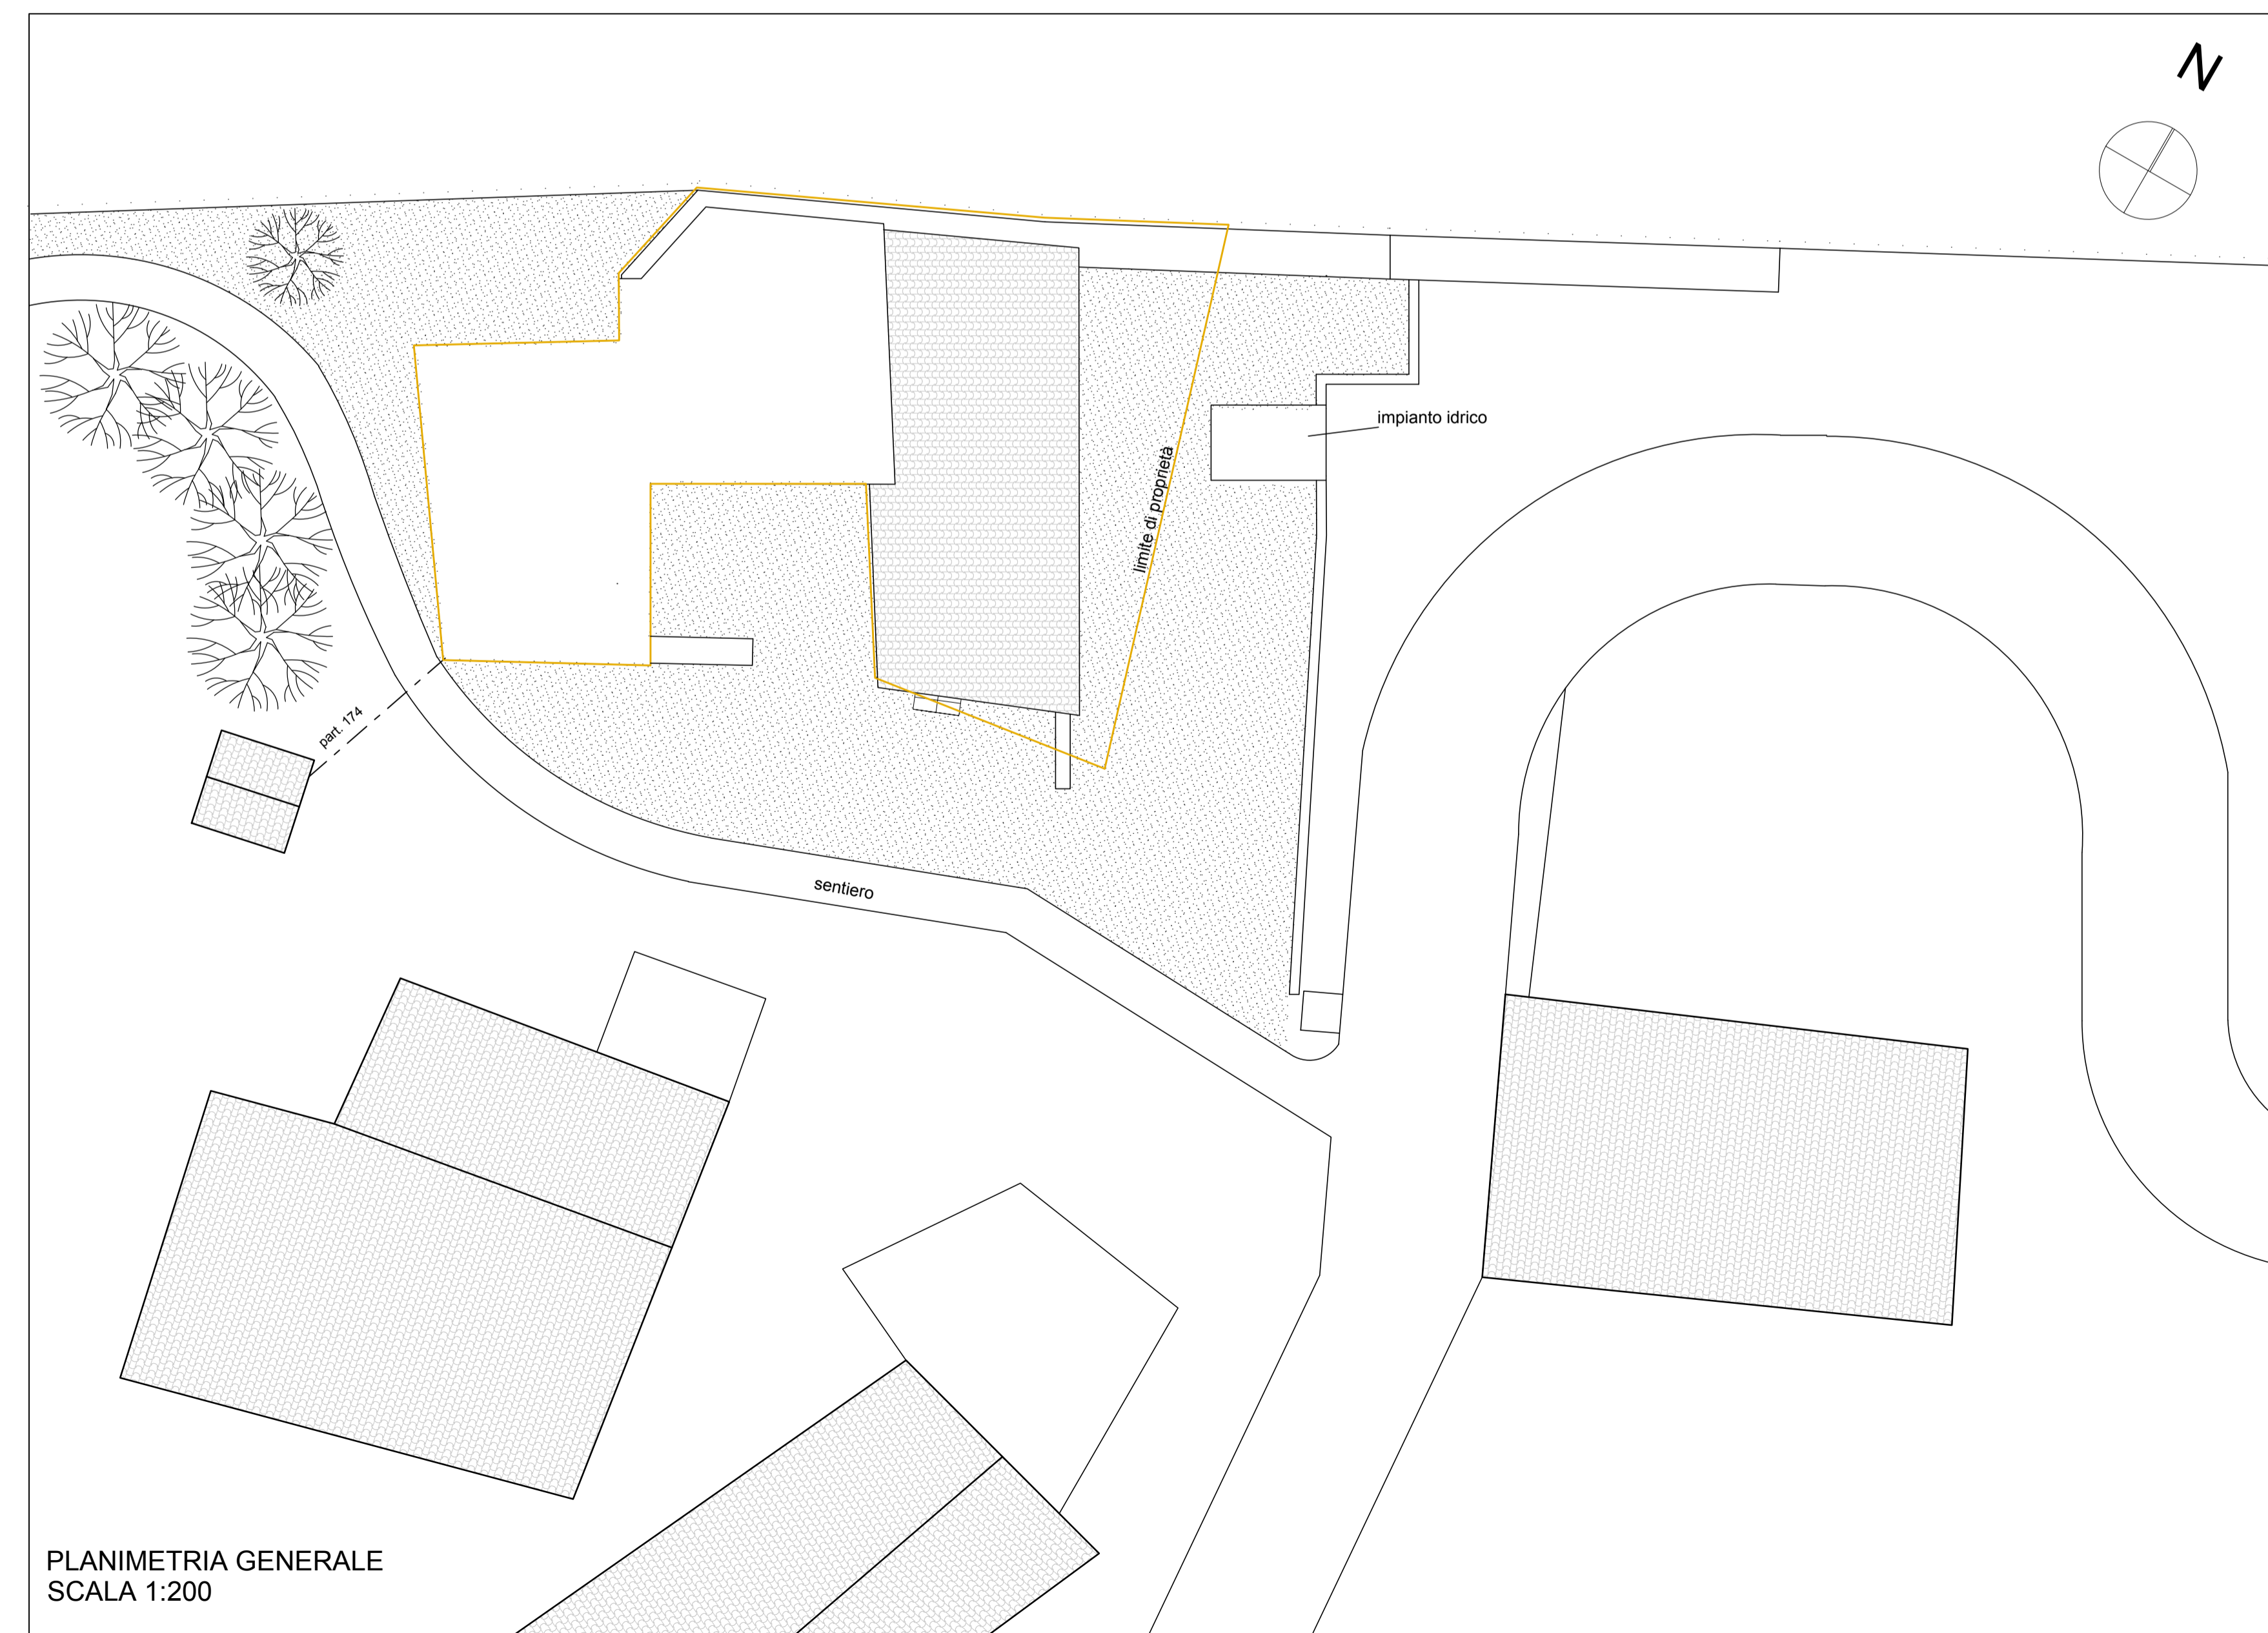 N
impianto idrico
limite di proprietà
part. 174
sentiero
PLANIMETRIA GENERALE
SCALA 1:200